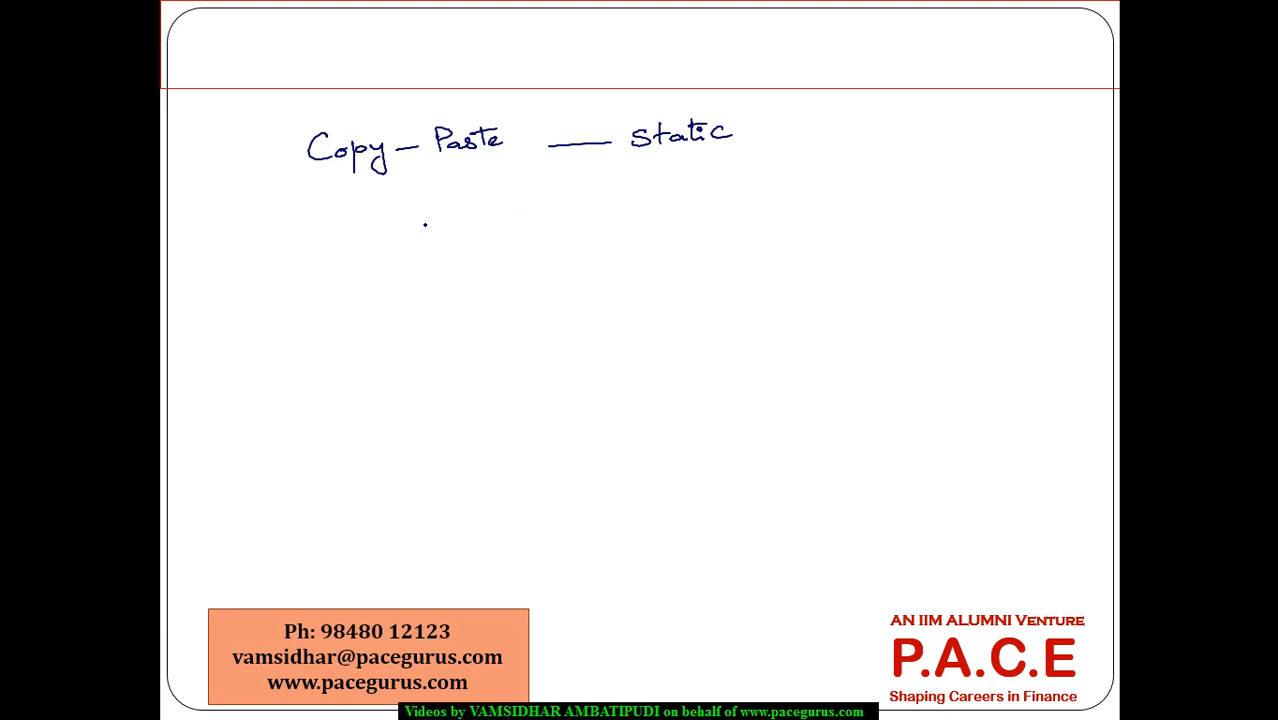 Copy - Paste — Static
Ph: 98480 12123
vamsidhar@pacegurus.com
www.pacegurus.com
AN IIM ALUMNI VENTURE
P.A.C.E
Shaping Careers in Finance
Videos by VAMSIDHAR AMBATIPUDI on behalf of www.pacegurus.com